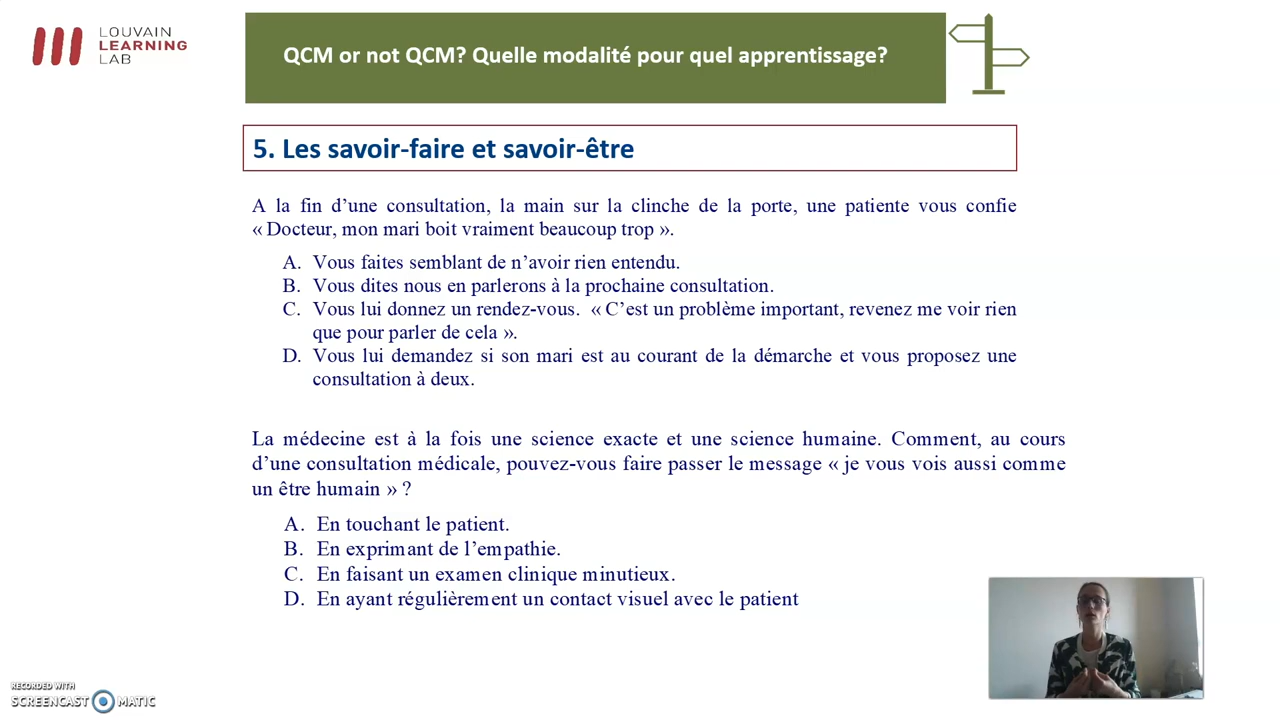 LOUVAIN
LEARNING
LAB
QCM or not QCM? Quelle modalité pour quel apprentissage?
5. Les savoir-faire et savoir-être
A la fin d’une consultation, la main sur la clinche de la porte, une patiente vous confie
« Docteur, mon mari boit vraiment beaucoup trop ».
A. Vous faites semblant de n’avoir rien entendu.
B. Vous dites nous en parlerons à la prochaine consultation.
C. Vous lui donnez un rendez-vous. « C’est un problème important, revenez me voir rien
que pour parler de cela ».
D. Vous lui demandez si son mari est au courant de la démarche et vous proposez une
consultation à deux.
La médecine est à la fois une science exacte et une science humaine. Comment, au cours
d’une consultation médicale, pouvez-vous faire passer le message « je vous vois aussi comme
un être humain » ?
A. En touchant le patient.
B. En exprimant de l’empathie.
C. En faisant un examen clinique minutieux.
D. En ayant régulièrement un contact visuel avec le patient
RECORDED WITH
SCREENCAST MATIC